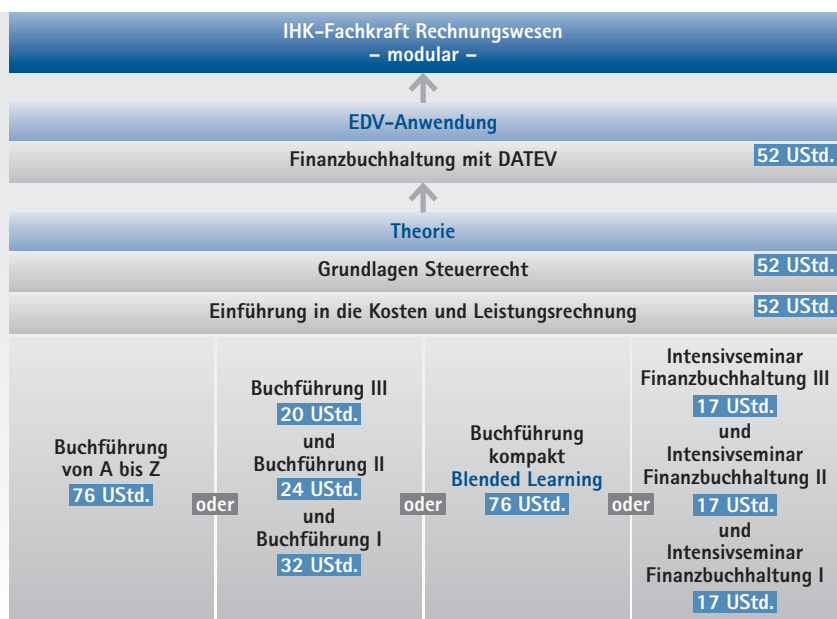 IHK-Fachkraft Rechnungswesen
– modular –
EDV-Anwendung
Finanzbuchhaltung mit DATEV
52 UStd.
Theorie
Grundlagen Steuerrecht
52 UStd.
Einführung in die Kosten und Leistungsrechnung
52 UStd.
Buchführung
von A bis Z
76 UStd.
oder
Buchführung III
20 UStd.
und
Buchführung II
24 UStd.
und
Buchführung I
32 UStd.
oder
Buchführung
kompakt
Blended Learning
76 UStd.
oder
Intensivseminar
Finanzbuchhaltung III
17 UStd.
und
Intensivseminar
Finanzbuchhaltung II
17 UStd.
und
Intensivseminar
Finanzbuchhaltung I
17 UStd.